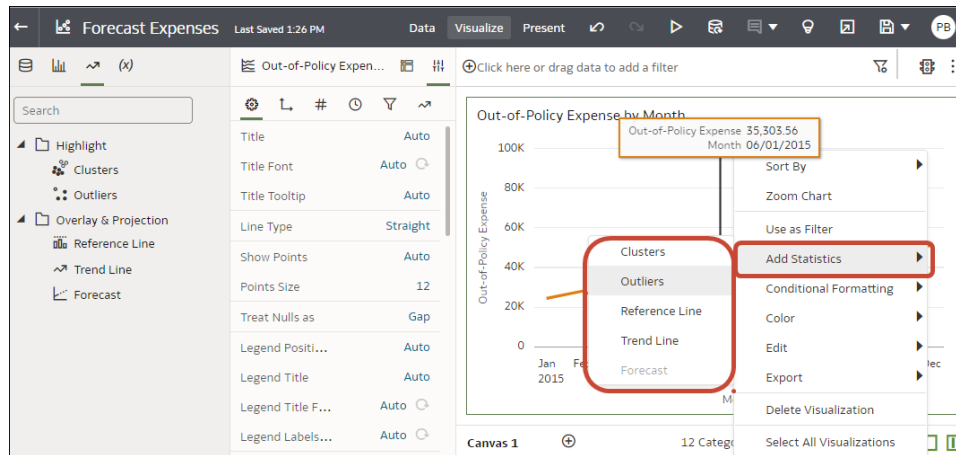 Forecast Expenses Last Saved 1:26 PM Data Visualize Present PB
(x) Out-of-Policy Expen... Click here or drag data to add a filter
Search
Highlight
Clusters
Outliers
Overlay & Projection
Reference Line
Trend Line
Forecast
#
Title Auto
Title Font Auto
Title Tooltip Auto
Line Type Straight
Show Points Auto
Points Size 12
Treat Nulls as Gap
Legend Positi... Auto
Legend Title Auto
Legend Title F... Auto
Legend Labels... Auto
Out-of-Policy Expense by Month
Out-of-Policy Expense 35,303.56
Month 06/01/2015
Out-of-Policy Expense
100K
80K
60K
40K
20K
0
Jan
2015
Clusters
Outliers
Reference Line
Trend Line
Forecast
Sort By
Zoom Chart
Use as Filter
Add Statistics
Conditional Formatting
Color
Edit
Export
Delete Visualization
Select All Visualizations
Canvas 1 12 Categ